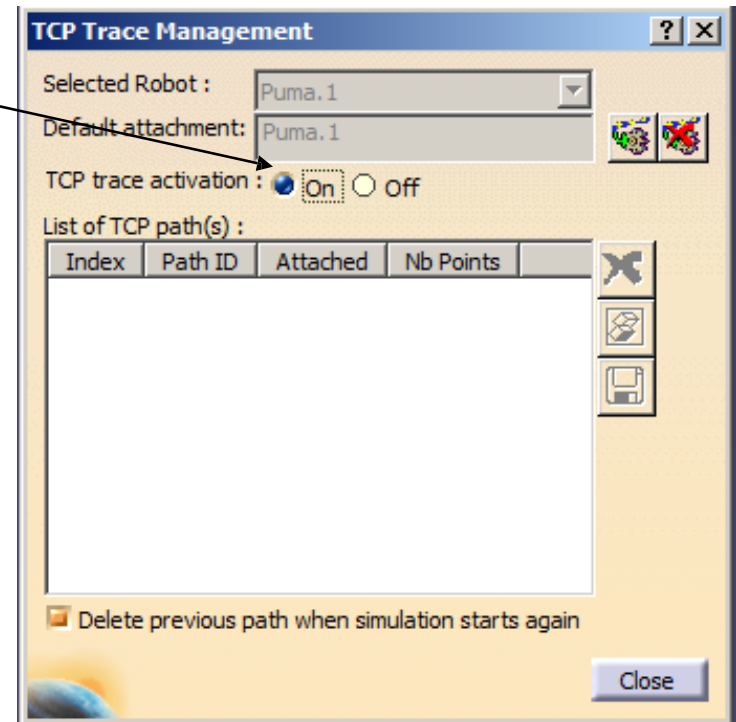 TCP Trace Management
Selected Robot : Puma.1
Default attachment: Puma.1
TCP trace activation : On Off
List of TCP path(s) :
Index Path ID Attached Nb Points
Delete previous path when simulation starts again
Close